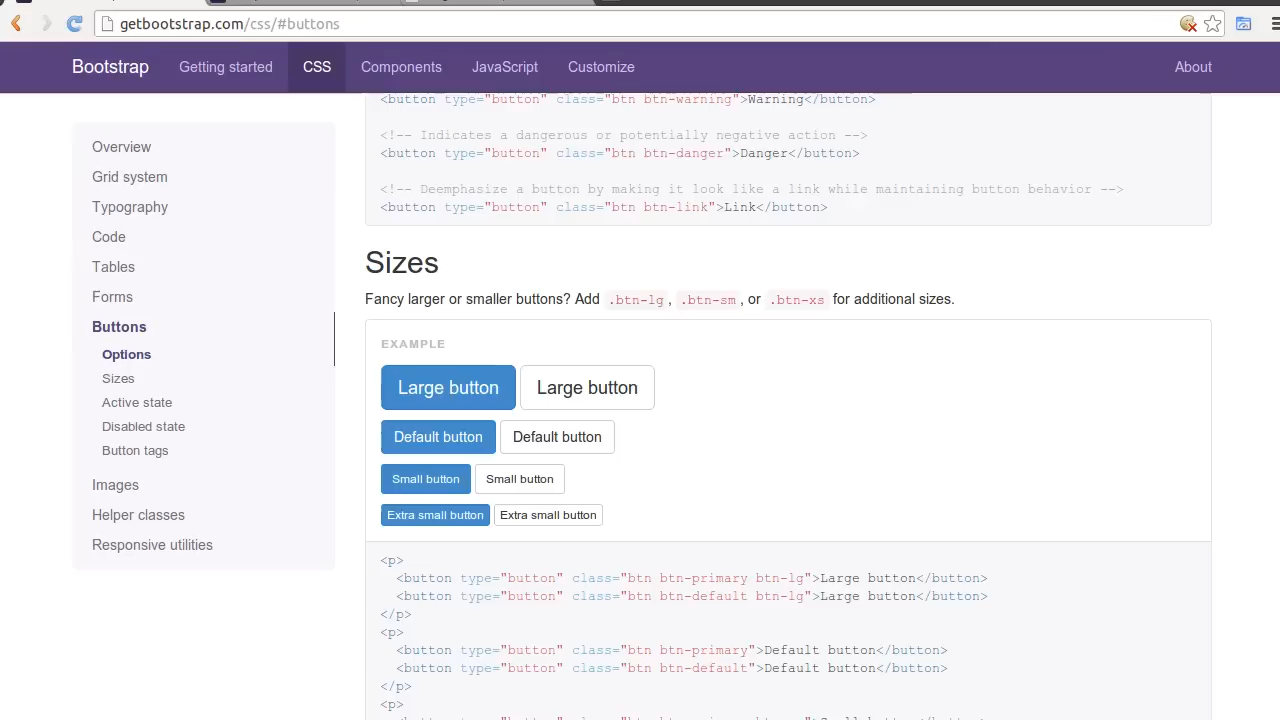 getbootstrap.com/css/#buttons
Bootstrap Getting started CSS Components JavaScript Customize About
Overview
Grid system
Typography
Code
Tables
Forms
Buttons
Options
Sizes
Active state
Disabled state
Button tags
Images
Helper classes
Responsive utilities
<button type="button" class="btn btn-warning">Warning</button>
<!-- Indicates a dangerous or potentially negative action -->
<button type="button" class="btn btn-danger">Danger</button>
<!-- Deemphasize a button by making it look like a link while maintaining button behavior -->
<button type="button" class="btn btn-link">Link</button>
Sizes
Fancy larger or smaller buttons? Add .btn-lg, .btn-sm, or .btn-xs for additional sizes.
EXAMPLE
Large button Large button
Default button Default button
Small button Small button
Extra small button Extra small button
<p>
<button type="button" class="btn btn-primary btn-lg">Large button</button>
<button type="button" class="btn btn-default btn-lg">Large button</button>
</p>
<p>
<button type="button" class="btn btn-primary">Default button</button>
<button type="button" class="btn btn-default">Default button</button>
</p>
<p>